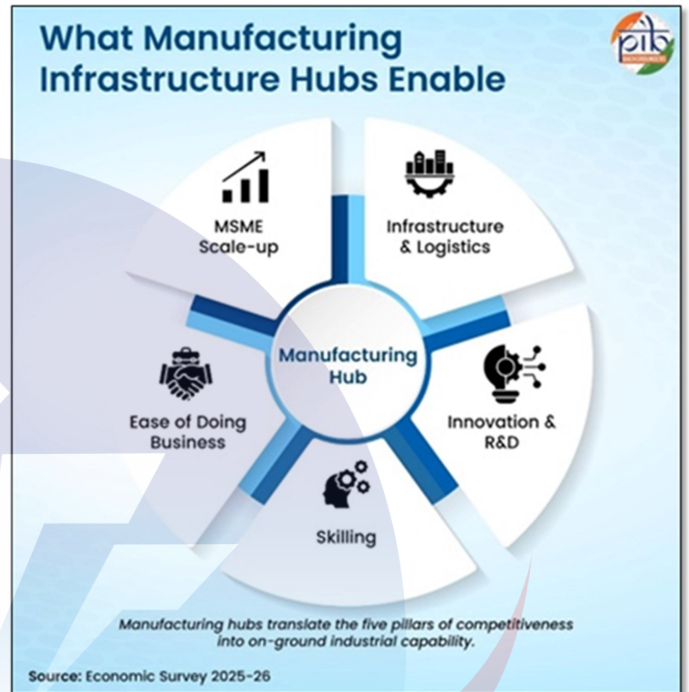 What Manufacturing
Infrastructure Hubs Enable
pib
BACKGROUNDERS
MSME
Scale-up
Infrastructure
& Logistics
Manufacturing
Hub
Ease of Doing
Business
Innovation &
R&D
Skilling
Manufacturing hubs translate the five pillars of competitiveness
into on-ground industrial capability.
Source: Economic Survey 2025-26